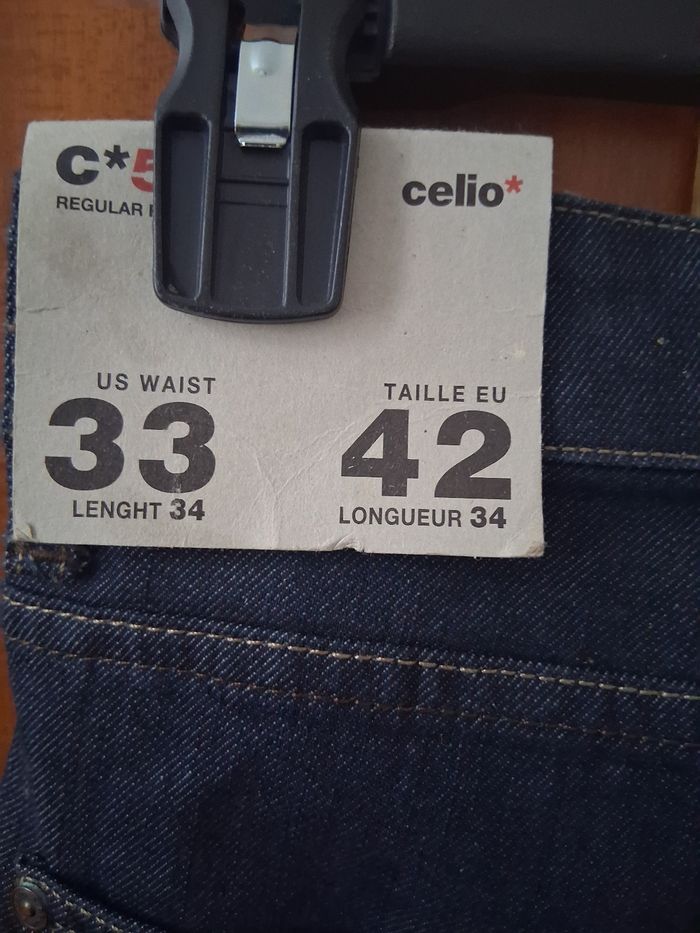 C*5
celio*
REGULAR
US WAIST
33
LENGHT 34
TAILLE EU
42
LONGUEUR 34